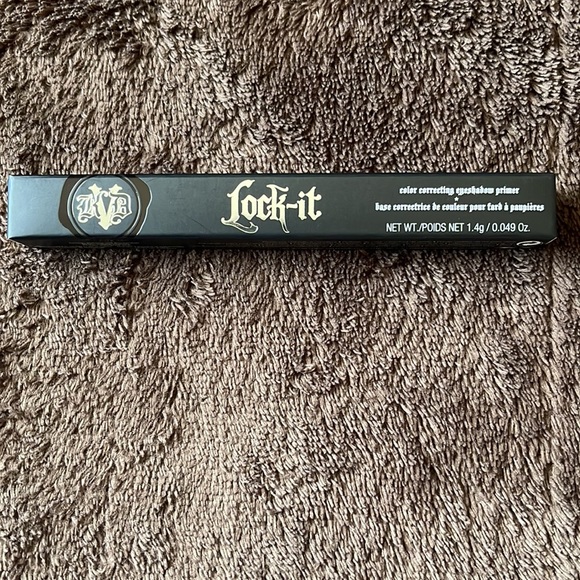 KVD
Lock-it
color correcting eyeshadow primer
•
base correctrice de couleur pour fard à paupières
NET WT./POIDS NET 1.4g / 0.049 Oz.